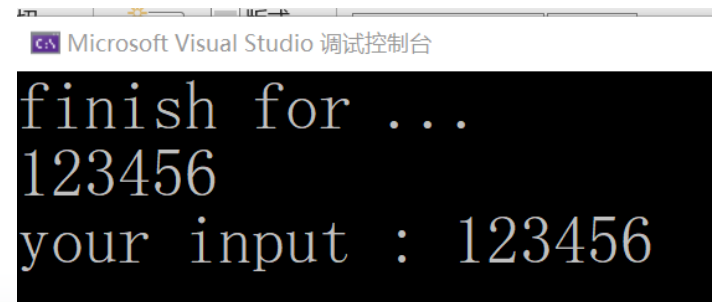 Microsoft Visual Studio 调试控制台
finish for ...
123456
your input : 123456